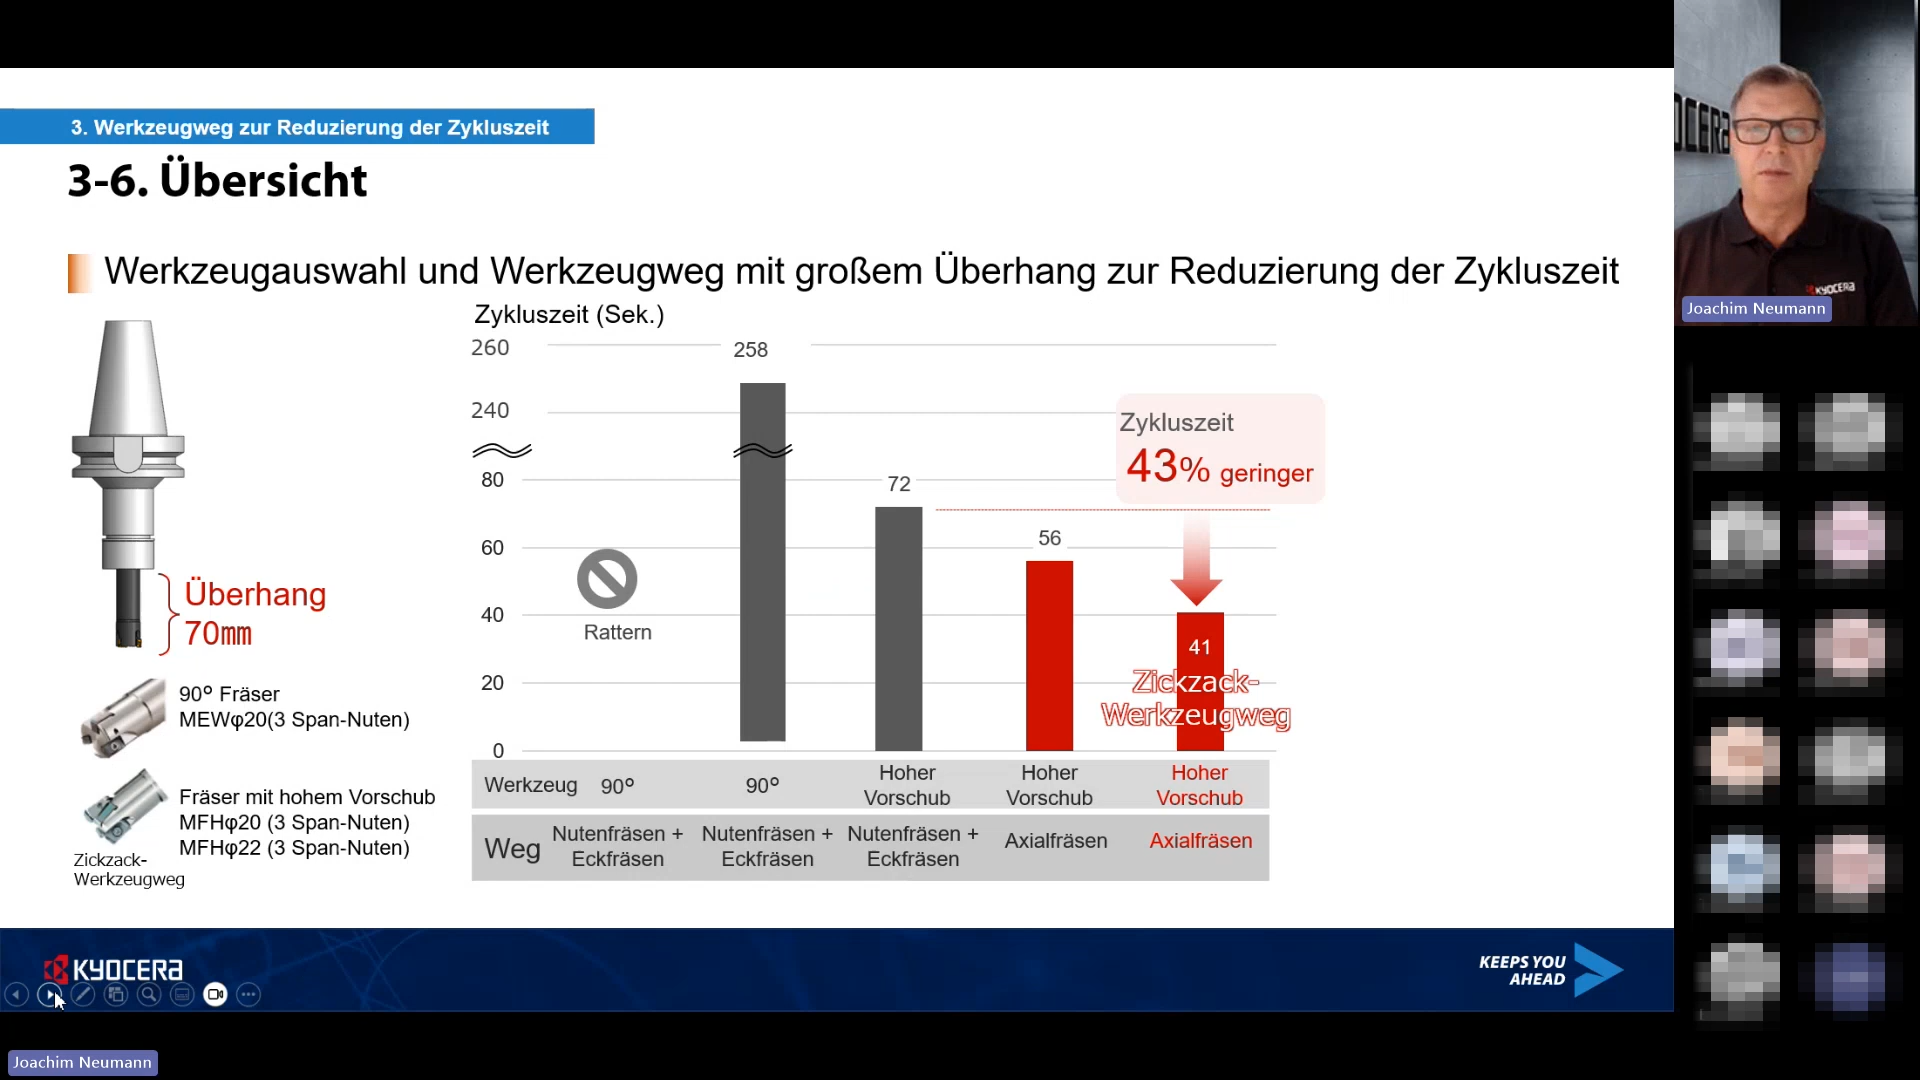 3. Werkzeugweg zur Reduzierung der Zykluszeit
3-6. Übersicht
Werkzeugauswahl und Werkzeugweg mit großem Überhang zur Reduzierung der Zykluszeit
Zykluszeit (Sek.)
260
240
80
60
40
20
0
258
72
56
41
Rattern
Zykluszeit
43% geringer
Zickzack-
Werkzeugweg
Werkzeug
90°
90°
Hoher
Vorschub
Hoher
Vorschub
Hoher
Vorschub
Weg
Nutenfräsen +
Eckfräsen
Nutenfräsen +
Eckfräsen
Nutenfräsen +
Eckfräsen
Axialfräsen
Axialfräsen
Überhang
70mm
90° Fräser
MEWφ20(3 Span-Nuten)
Fräser mit hohem Vorschub
MFHφ20 (3 Span-Nuten)
MFHφ22 (3 Span-Nuten)
Zickzack-
Werkzeugweg
KYOCERA
KEEPS YOU
AHEAD
Joachim Neumann
OCERA
KYOCERA
Joachim Neumann